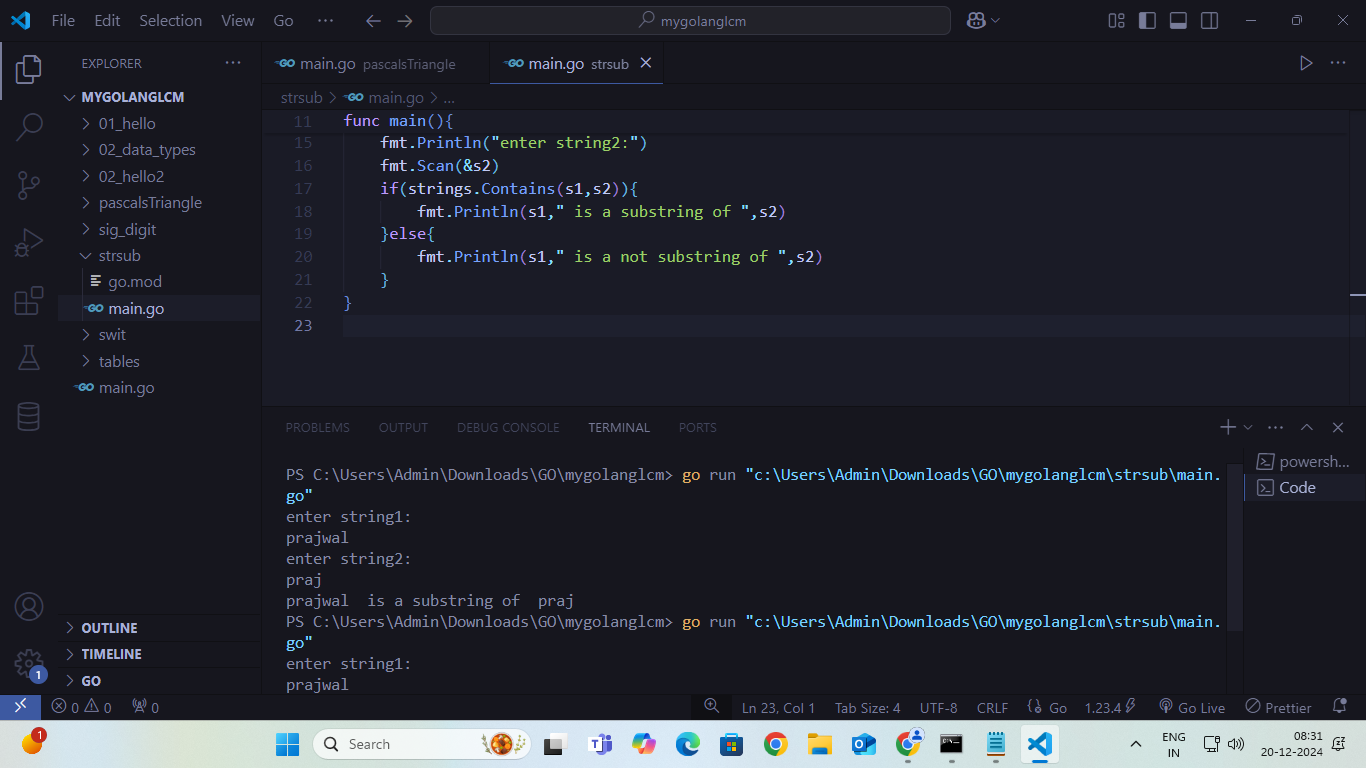 File Edit Selection View Go ... mygolanglcm
EXPLORER
MYGOLANGLCM
01_hello
02_data_types
02_hello2
pascalsTriangle
sig_digit
strsub
go.mod
GO main.go
swit
tables
GO main.go
OUTLINE
TIMELINE
GO
GO main.go pascalsTriangle
GO main.go strsub
strsub > GO main.go > ...
11 func main(){
15 fmt.Println("enter string2:")
16 fmt.Scan(&s2)
17 if(strings.Contains(s1,s2)){
18 fmt.Println(s1," is a substring of ",s2)
19 }else{
20 fmt.Println(s1," is a not substring of ",s2)
21 }
22 }
23
PROBLEMS OUTPUT DEBUG CONSOLE TERMINAL PORTS
PS C:\Users\Admin\Downloads\GO\mygolanglcm> go run "c:\Users\Admin\Downloads\GO\mygolanglcm\strsub\main.
go"
enter string1:
prajwal
enter string2:
praj
prajwal  is a substring of  praj
PS C:\Users\Admin\Downloads\GO\mygolanglcm> go run "c:\Users\Admin\Downloads\GO\mygolanglcm\strsub\main.
go"
enter string1:
prajwal
powersh...
Code
1
0 0 0 Ln 23, Col 1 Tab Size: 4 UTF-8 CRLF Go 1.23.4 Go Live Prettier
1
Search
ENG
IN
08:31
20-12-2024